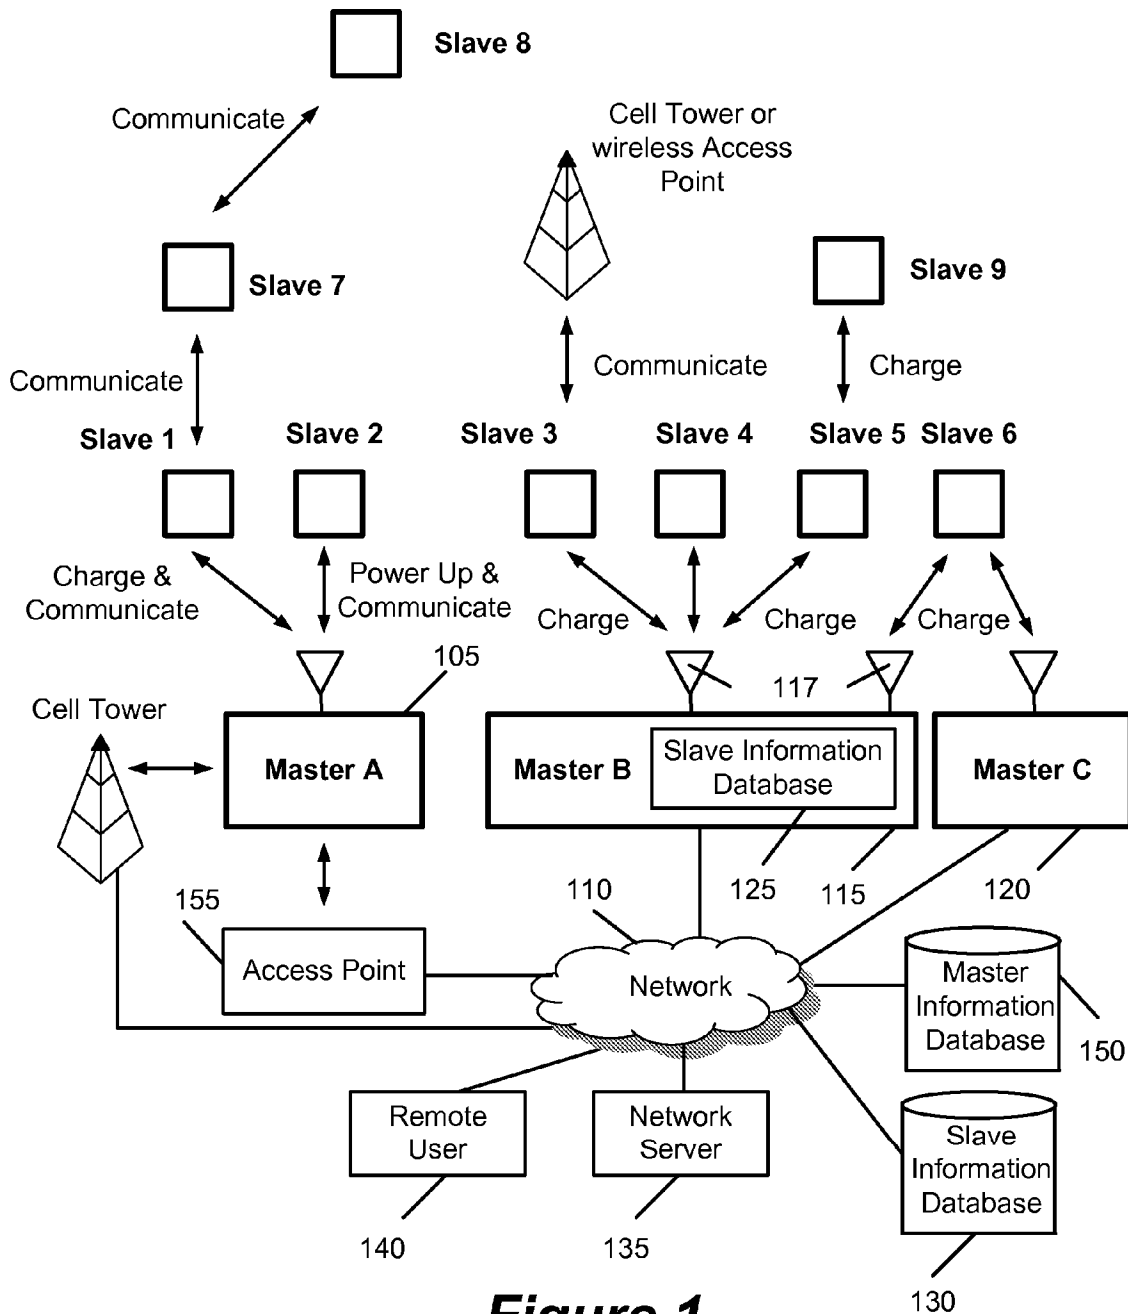 Slave 8
Communicate
Cell Tower or
wireless Access
Point
Slave 7
Slave 9
Communicate
Communicate
Charge
Slave 1
Slave 2
Slave 3
Slave 4
Slave 5
Slave 6
Charge &
Communicate
Power Up &
Communicate
Charge
Charge
Charge
105
117
Cell Tower
Master A
Master B
Slave Information
Database
Master C
155
110
125
115
120
Access Point
Network
Master
Information
Database
150
Remote
User
Network
Server
Slave
Information
Database
140
135
130
Figure 1